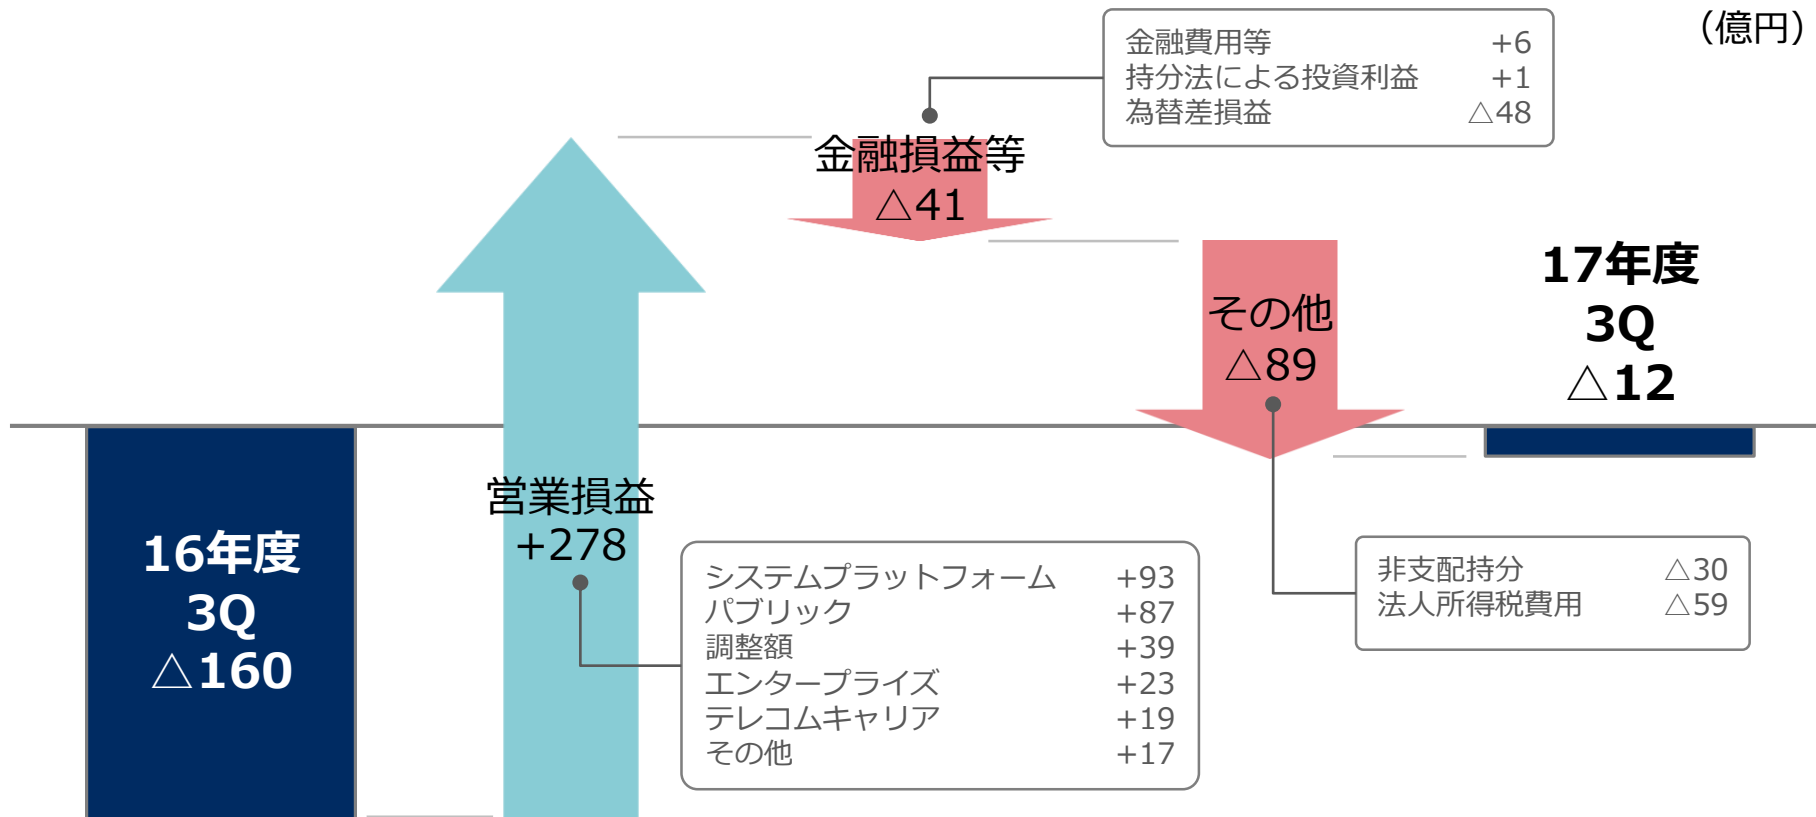 （億円）
金融費用等 +6
持分法による投資利益 +1
為替差損益 △48
金融損益等
△41
17年度
3Q
△12
その他
△89
営業損益
+278
16年度
3Q
△160
システムプラットフォーム +93
パブリック +87
調整額 +39
エンタープライズ +23
テレコムキャリア +19
その他 +17
非支配持分 △30
法人所得税費用 △59